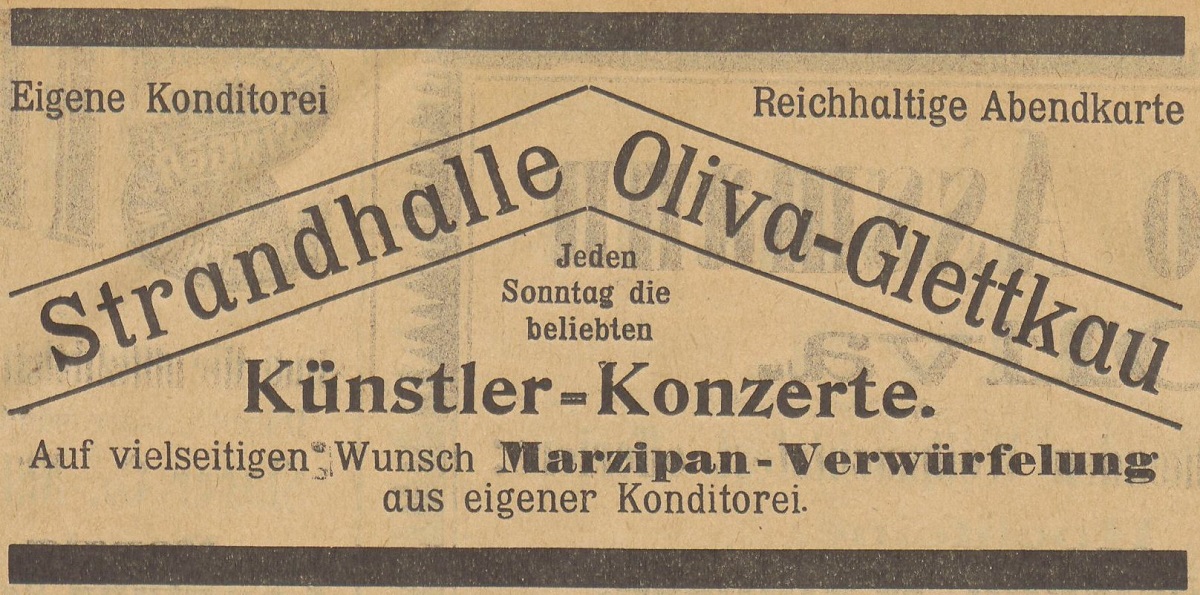 Eigene Konditorei
Reichhaltige Abendkarte
Strandhalle Oliva-Glettkau
Jeden
Sonntag die
beliebten
Künstler-Konzerte.
Auf vielseitigen Wunsch Marzipan-Verwürfelung
aus eigener Konditorei.